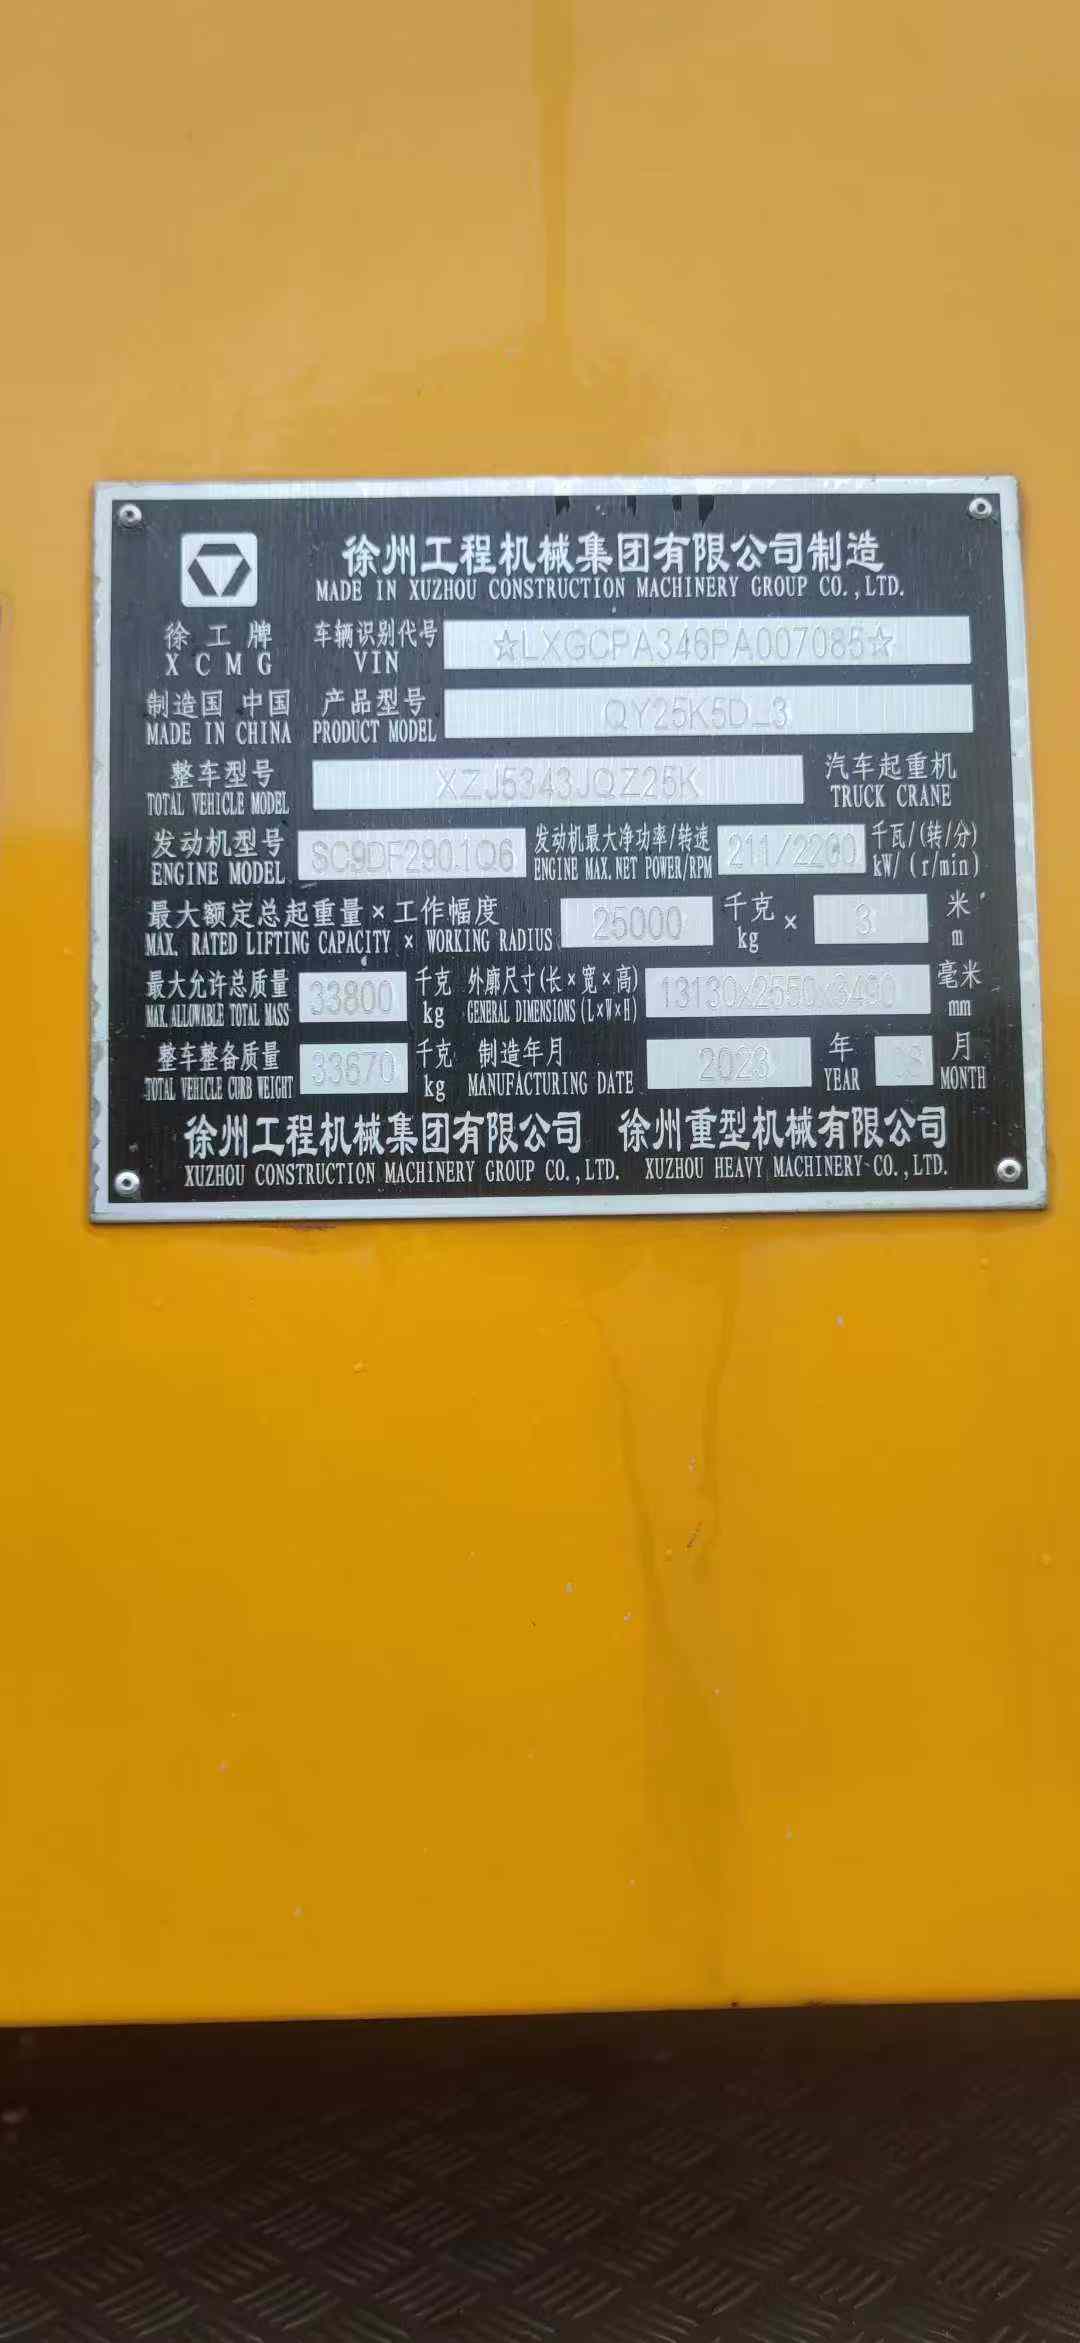 徐州工程机械集团有限公司制造
MADE IN XUZHOU CONSTRUCTION MACHINERY GROUP CO.,LTD.
徐工牌 车辆识别代号 ☆LXGCPA346PA007085☆
XCMG VIN
制造国 中国 产品型号 QY25K5D_3
MADE IN CHINA PRODUCT MODEL
整车型号 XZJ5343JQZ25K 汽车起重机
TOTAL VEHICLE MODEL TRUCK CRANE
发动机型号 SC9DF290.1Q6 发动机最大净功率/转速 211/2200 千瓦/(转/分)
ENGINE MODEL ENGINE MAX.NET POWER/RPM kW/(r/min)
最大额定总起重量×工作幅度 25000 千克 × 3 米
MAX. RATED LIFTING CAPACITY × WORKING RADIUS kg m
最大允许总质量 33800 千克 外廓尺寸(长×宽×高) 13130x2550x3490 毫米
MAX.ALLOWABLE TOTAL MASS kg GENERAL DIMENSIONS(L×W×H) mm
整车整备质量 33670 千克 制造年月 2023 年 月
TOTAL VEHICLE CURB WEIGHT kg MANUFACTURING DATE YEAR MONTH
徐州工程机械集团有限公司 徐州重型机械有限公司
XUZHOU CONSTRUCTION MACHINERY GROUP CO.,LTD. XUZHOU HEAVY MACHINERY CO.,LTD.